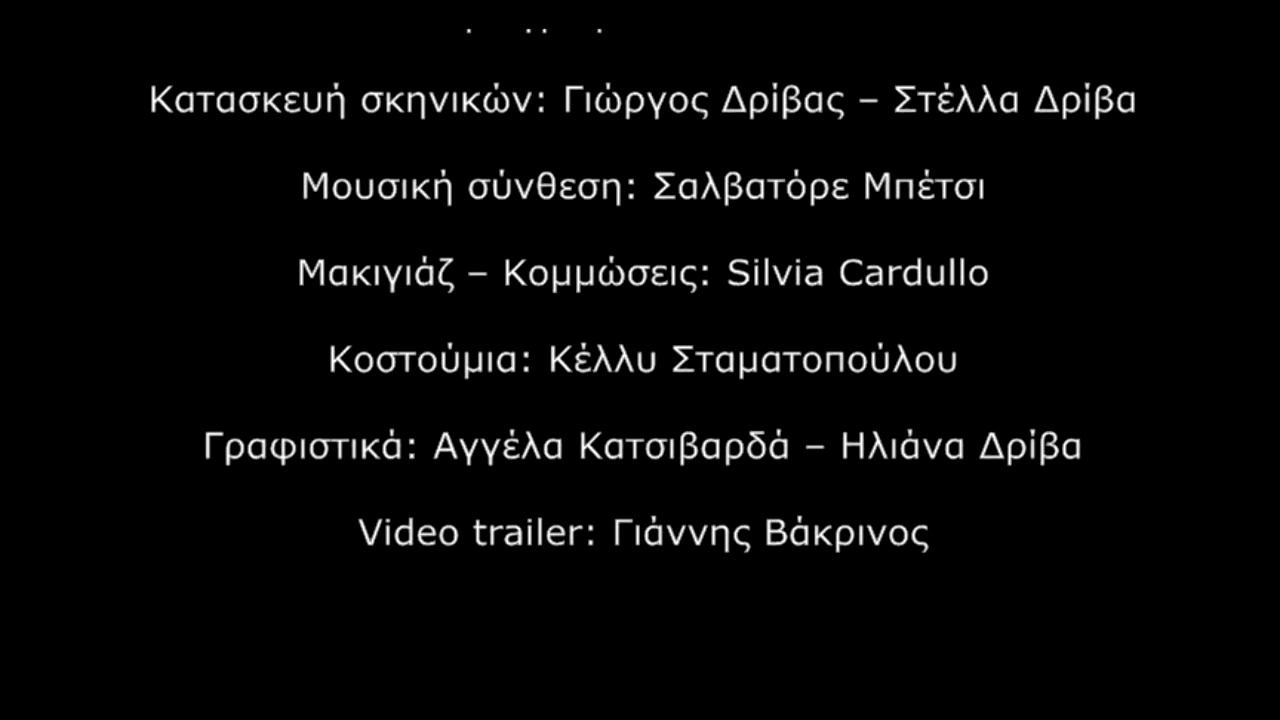 Κατασκευή σκηνικών: Γιώργος Δρίβας – Στέλλα Δρίβα
Μουσική σύνθεση: Σαλβατόρε Μπέτσι
Μακιγιάζ – Κομμώσεις: Silvia Cardullo
Κοστούμια: Κέλλυ Σταματοπούλου
Γραφιστικά: Αγγέλα Κατσιβαρδά – Ηλιάνα Δρίβα
Video trailer: Γιάννης Βάκρινος